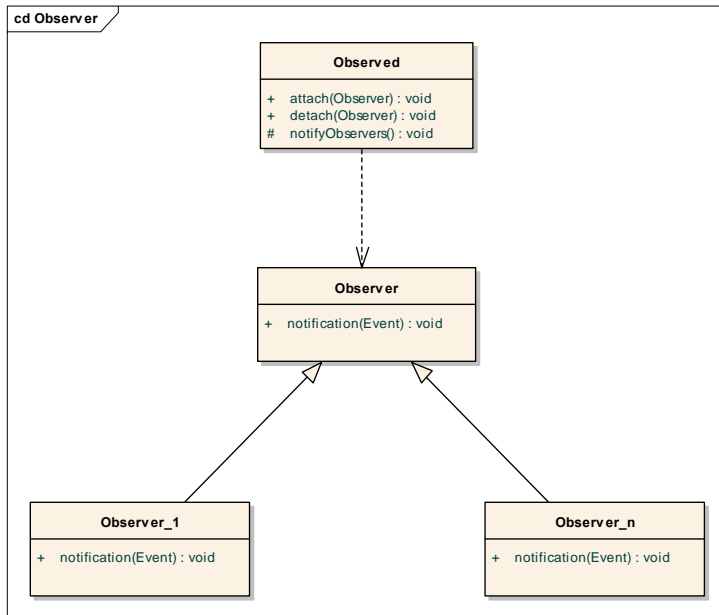 cd Observer
Observed
+ attach(Observer) : void
+ detach(Observer) : void
# notifyObservers() : void
Observer
+ notification(Event) : void
Observer_1
+ notification(Event) : void
Observer_n
+ notification(Event) : void